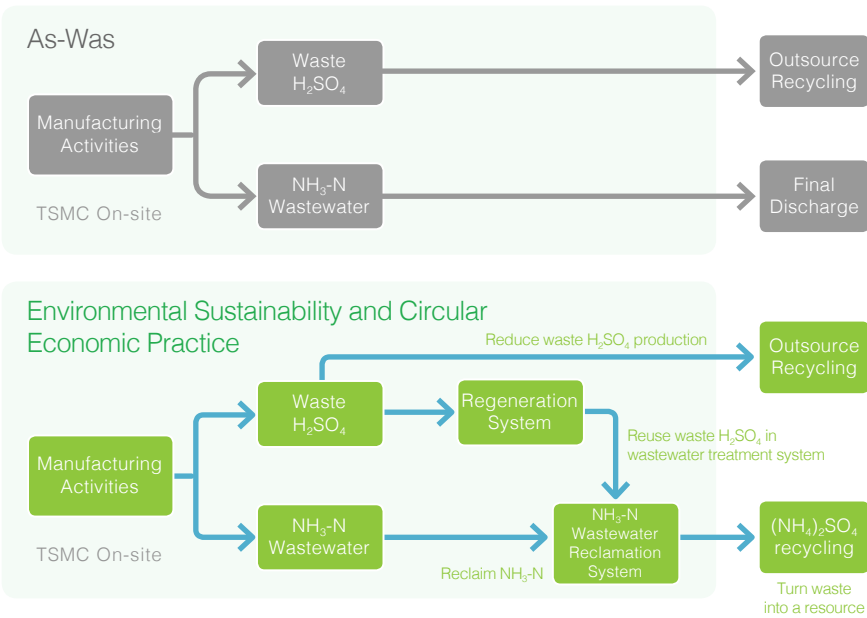 As-Was
Waste
H₂SO₄
Outsource
Recycling
Manufacturing
Activities
NH₃-N
Wastewater
Final
Discharge
TSMC On-site
Environmental Sustainability and Circular
Economic Practice
Reduce waste H₂SO₄ production
Outsource
Recycling
Waste
H₂SO₄
Regeneration
System
Reuse waste H₂SO₄ in
wastewater treatment system
Manufacturing
Activities
NH₃-N
Wastewater
NH₃-N
Wastewater
Reclamation
System
(NH₄)₂SO₄
recycling
TSMC On-site
Reclaim NH₃-N
Turn waste
into a resource